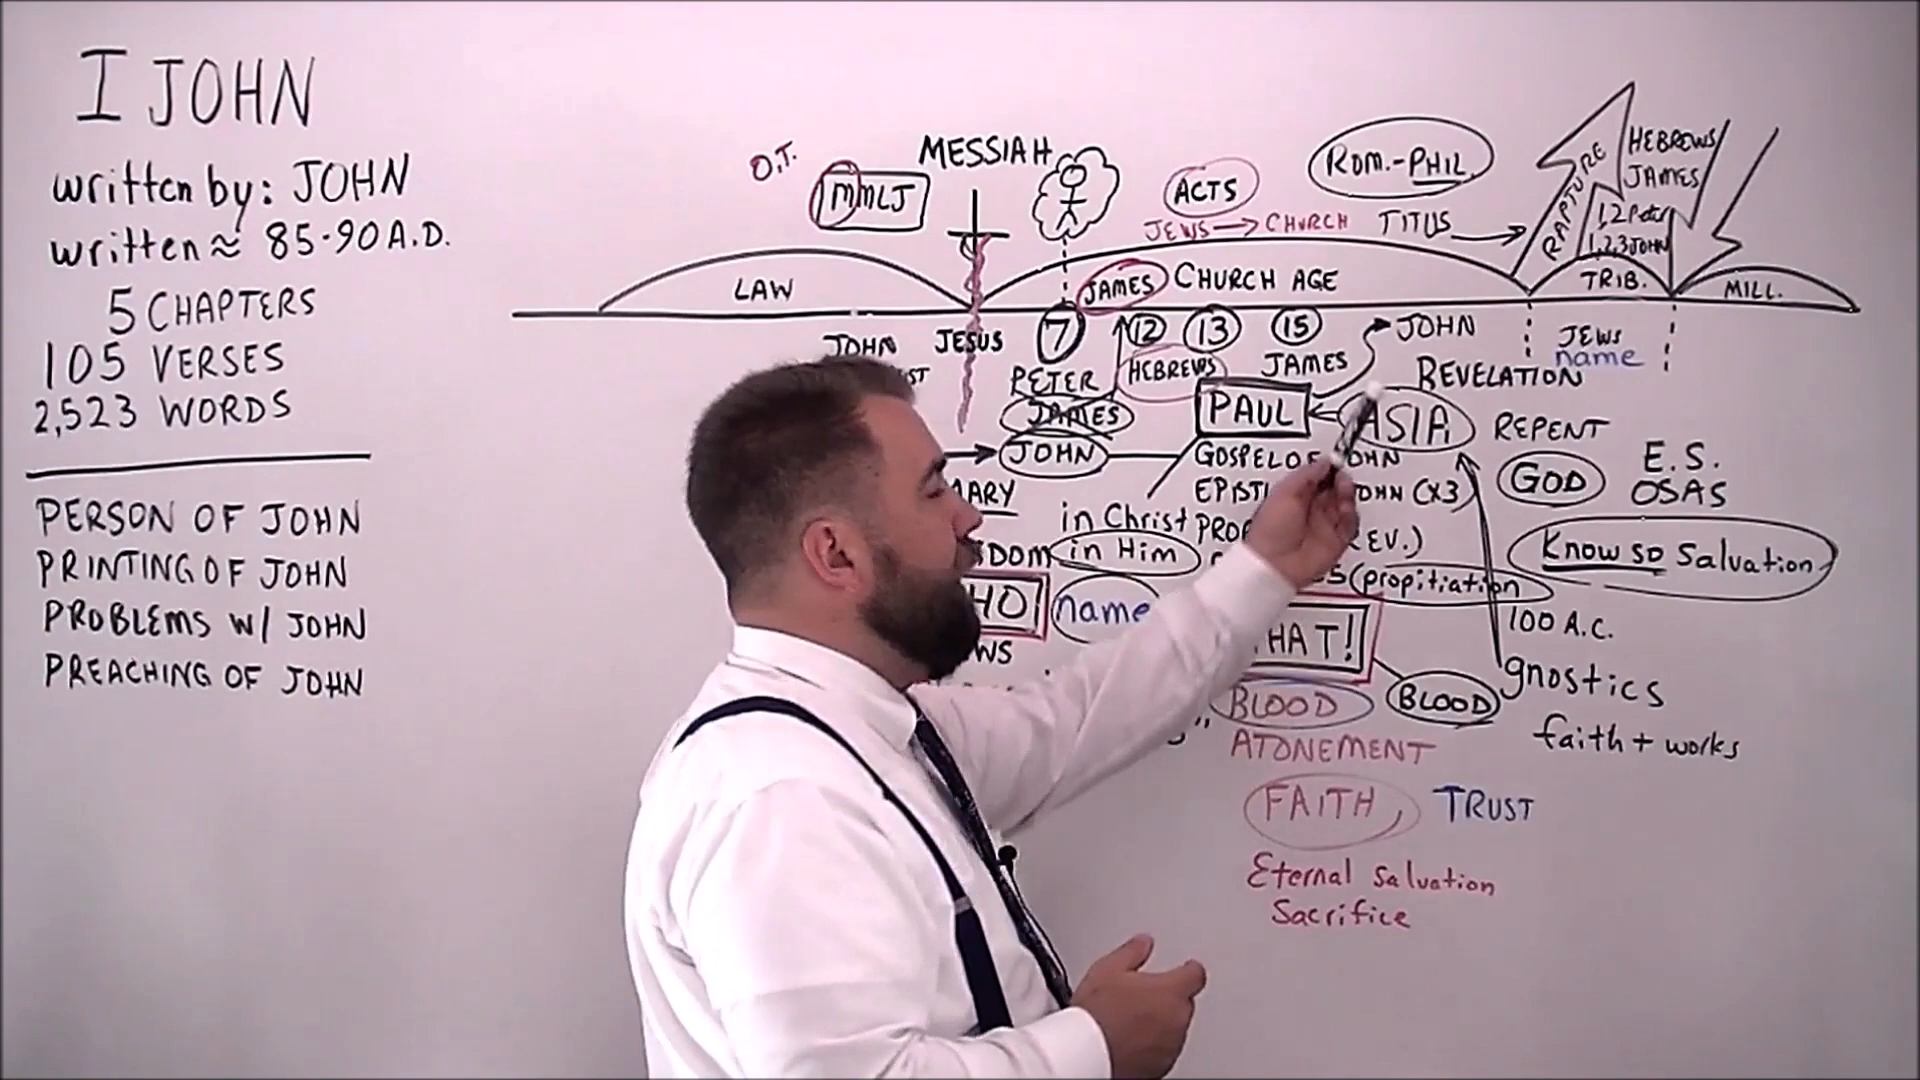 I JOHN
written by: JOHN
written ≈ 85-90 A.D.
5 CHAPTERS
105 VERSES
2,523 WORDS
PERSON OF JOHN
PRINTING OF JOHN
PROBLEMS W/ JOHN
PREACHING OF JOHN
O.T.
MMLJ
MESSIAH
ACTS
JEWS → CHURCH
ROM.-PHIL.
TITUS
RAPTURE
HEBREWS
JAMES
1,2 Peter
1,2,3 JOHN
LAW
JAMES
CHURCH AGE
TRIB.
MILL.
JOHN
JESUS
7
12
13
15
JOHN
JEWS
name
PETER
HEBREWS
JAMES
REVELATION
JAMES
PAUL
ASIA
REPENT
JOHN
GOSPEL OF JOHN
GOD
E.S.
OSAS
in Christ
in Him
Know so Salvation
name
(propitiation)
100 A.C.
gnostics
faith + works
BLOOD
BLOOD
ATONEMENT
FAITH, TRUST
Eternal Salvation
Sacrifice